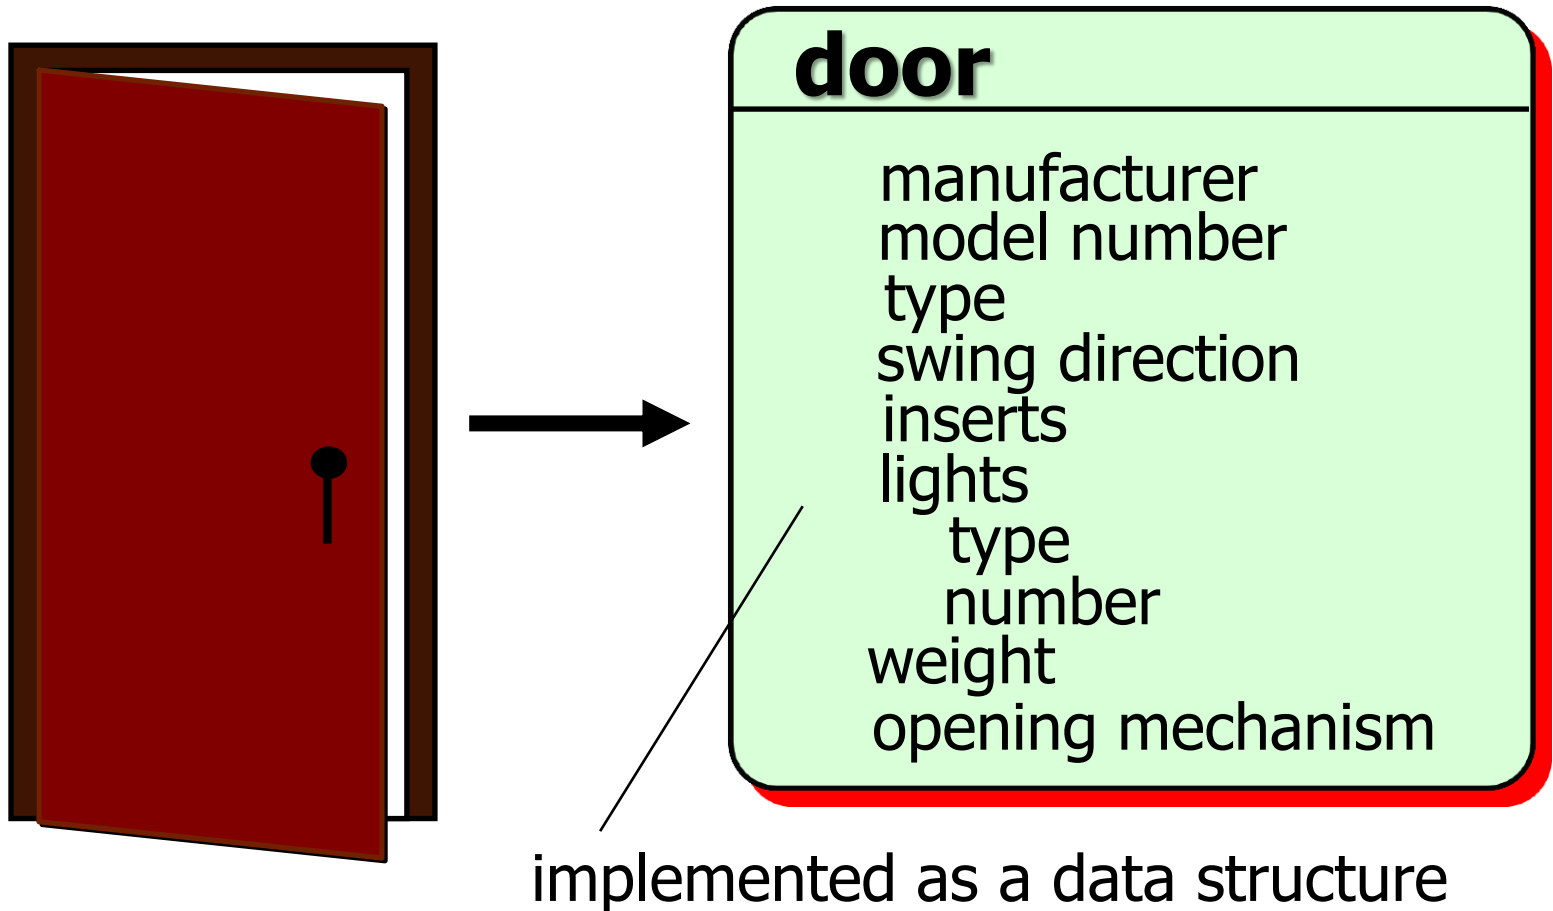 door
manufacturer
model number
type
swing direction
inserts
lights
type
number
weight
opening mechanism
implemented as a data structure